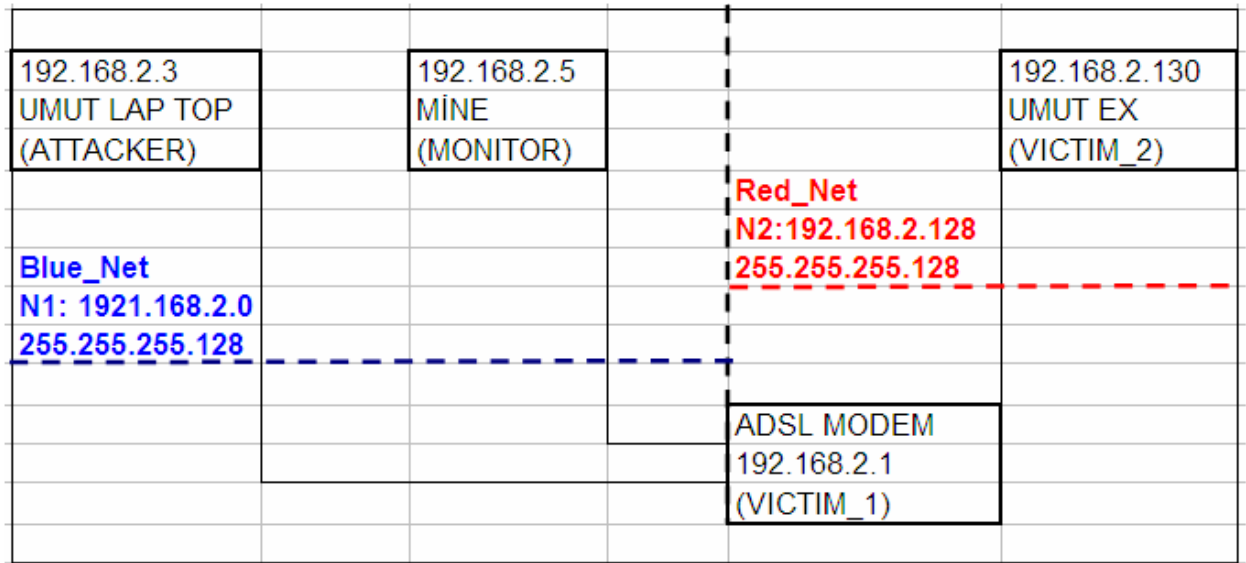 192.168.2.3
UMUT LAP TOP
(ATTACKER)
192.168.2.5
MİNE
(MONITOR)
192.168.2.130
UMUT EX
(VICTIM_2)
Red_Net
N2:192.168.2.128
255.255.255.128
Blue_Net
N1: 1921.168.2.0
255.255.255.128
ADSL MODEM
192.168.2.1
(VICTIM_1)